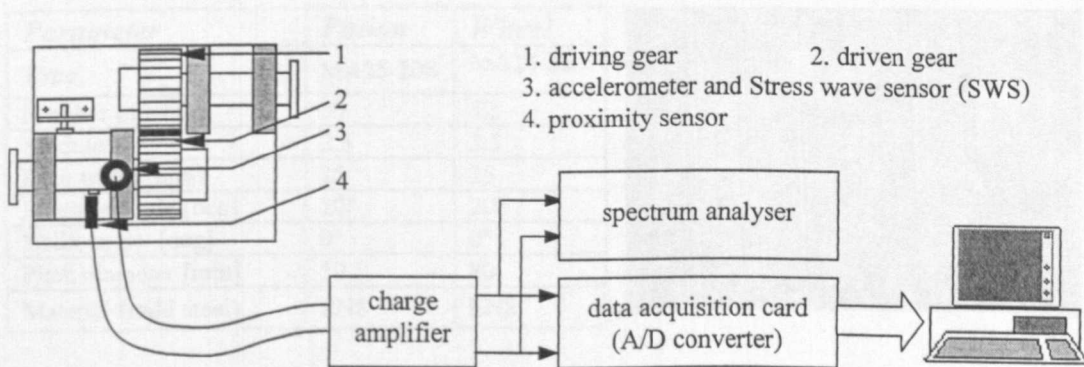 1
2
3
4
1. driving gear 2. driven gear
3. accelerometer and Stress wave sensor (SWS)
4. proximity sensor
spectrum analyser
charge
amplifier
data acquisition card
(A/D converter)